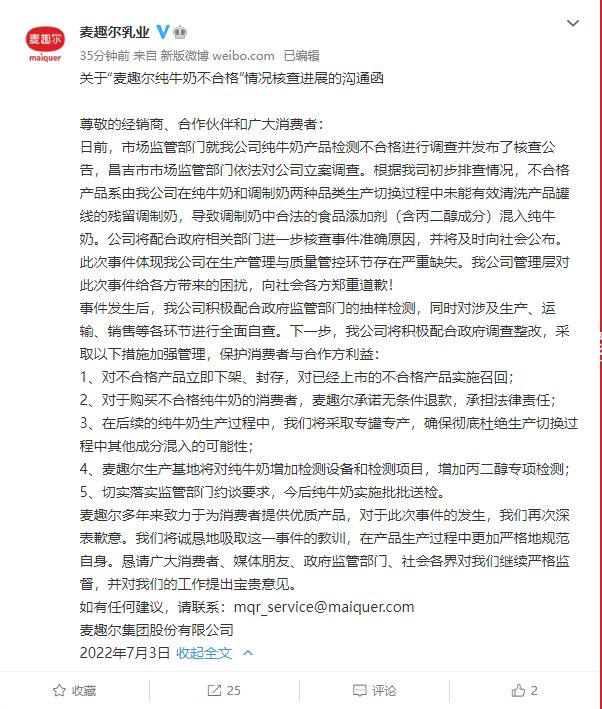 麦趣尔
maiquer
麦趣尔乳业
35分钟前 来自 新版微博 weibo.com 已编辑
关于“麦趣尔纯牛奶不合格”情况核查进展的沟通函
尊敬的经销商、合作伙伴和广大消费者：
日前，市场监管部门就我公司纯牛奶产品检测不合格进行调查并发布了核查公
告，昌吉市市场监管部门依法对公司立案调查。根据我司初步排查情况，不合格
产品系由我公司在纯牛奶和调制奶两种品类生产切换过程中未能有效清洗产品罐
线的残留调制奶，导致调制奶中合法的食品添加剂（含丙二醇成分）混入纯牛
奶。公司将配合政府相关部门进一步核查事件准确原因，并将及时向社会公布。
此次事件体现我公司在生产管理与质量管控环节存在严重缺失。我公司管理层对
此次事件给各方带来的困扰，向社会各方郑重道歉！
事件发生后，我公司积极配合政府监管部门的抽样检测，同时对涉及生产、运
输、销售等各环节进行全面自查。下一步，我公司将积极配合政府调查整改，采
取以下措施加强管理，保护消费者与合作方利益：
1、对不合格产品立即下架、封存，对已经上市的不合格产品实施召回；
2、对于购买不合格纯牛奶的消费者，麦趣尔承诺无条件退款，承担法律责任；
3、在后续的纯牛奶生产过程中，我们将采取专罐专产，确保彻底杜绝生产切换过
程中其他成分混入的可能性；
4、麦趣尔生产基地将对纯牛奶增加检测设备和检测项目，增加丙二醇专项检测；
5、切实落实监管部门约谈要求，今后纯牛奶实施批批送检。
麦趣尔多年来致力于为消费者提供优质产品，对于此次事件的发生，我们再次深
表歉意。我们将诚恳地吸取这一事件的教训，在产品生产过程中更加严格地规范
自身。恳请广大消费者、媒体朋友、政府监管部门、社会各界对我们继续严格监
督，并对我们的工作提出宝贵意见。
如有任何建议，请联系：mqr_service@maiquer.com
麦趣尔集团股份有限公司
2022年7月3日 收起全文
收藏 25 评论 2